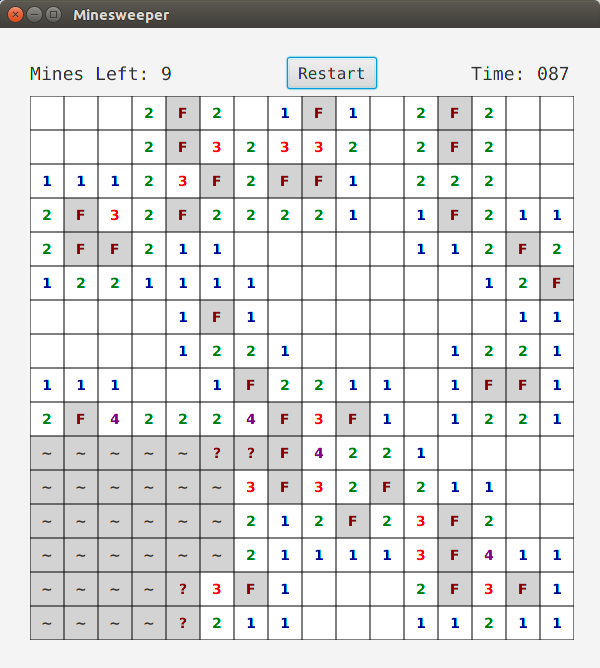 Minesweeper
Mines Left: 9 Restart Time: 087
2 F 2 1 F 1 2 F 2
2 F 3 2 3 3 2 2 F 2
1 1 1 2 3 F 2 F F 1 2 2 2
2 F 3 2 F 2 2 2 2 1 1 F 2 1 1
2 F F 2 1 1 1 1 2 F 2
1 2 2 1 1 1 1 1 2 F
1 F 1 1 1
1 2 2 1 1 2 2 1
1 1 1 1 F 2 2 1 1 1 F F 1
2 F 4 2 2 2 4 F 3 F 1 1 2 2 1
~ ~ ~ ~ ~ ? ? F 4 2 2 1
~ ~ ~ ~ ~ ~ 3 F 3 2 F 2 1 1
~ ~ ~ ~ ~ ~ 2 1 2 F 2 3 F 2
~ ~ ~ ~ ~ ~ 2 1 1 1 1 3 F 4 1 1
~ ~ ~ ~ ? 3 F 1 2 F 3 F 1
~ ~ ~ ~ ? 2 1 1 1 1 2 1 1